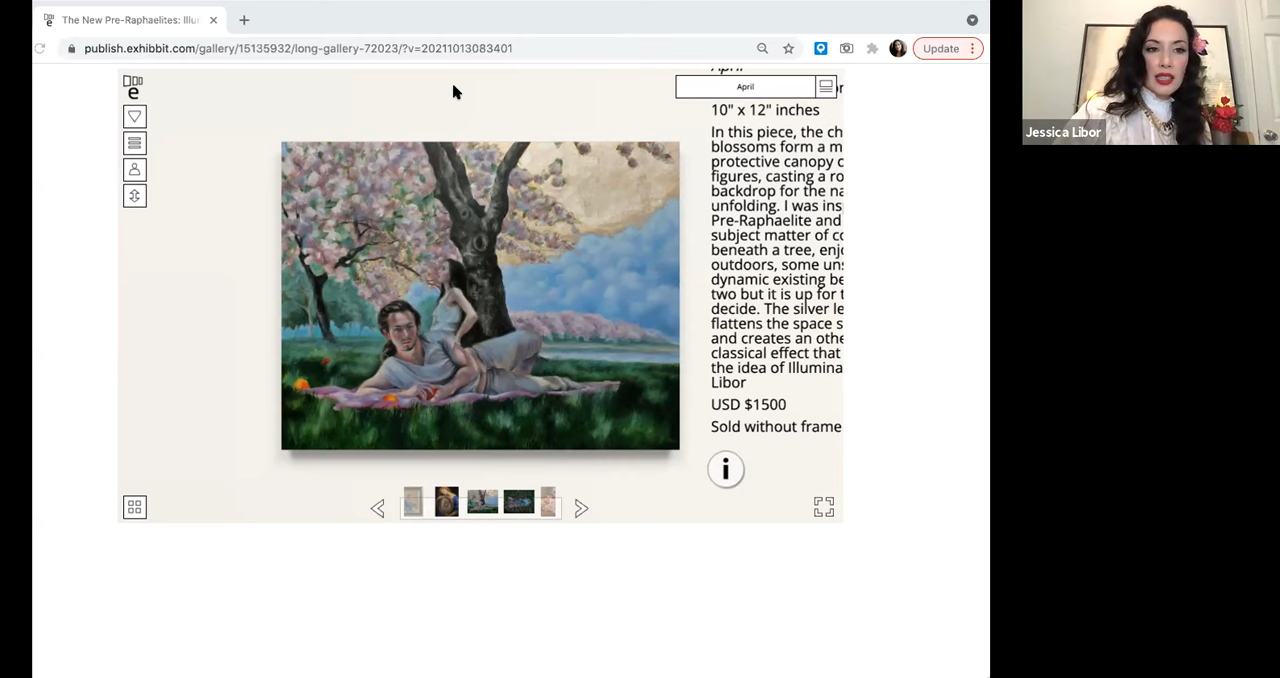 The New Pre-Raphaelites: Illu
publish.exhibbit.com/gallery/15135932/long-gallery-72023/?v=20211013083401
Update
e
April
April
10" x 12" inches
In this piece, the ch
blossoms form a m
protective canopy o
figures, casting a ro
backdrop for the na
unfolding. I was ins
Pre-Raphaelite and
subject matter of co
beneath a tree, enj
outdoors, some uns
dynamic existing be
two but it is up for t
decide. The silver le
flattens the space s
and creates an othe
classical effect that
the idea of Illumina
Libor
USD $1500
Sold without frame
i
Jessica Libor